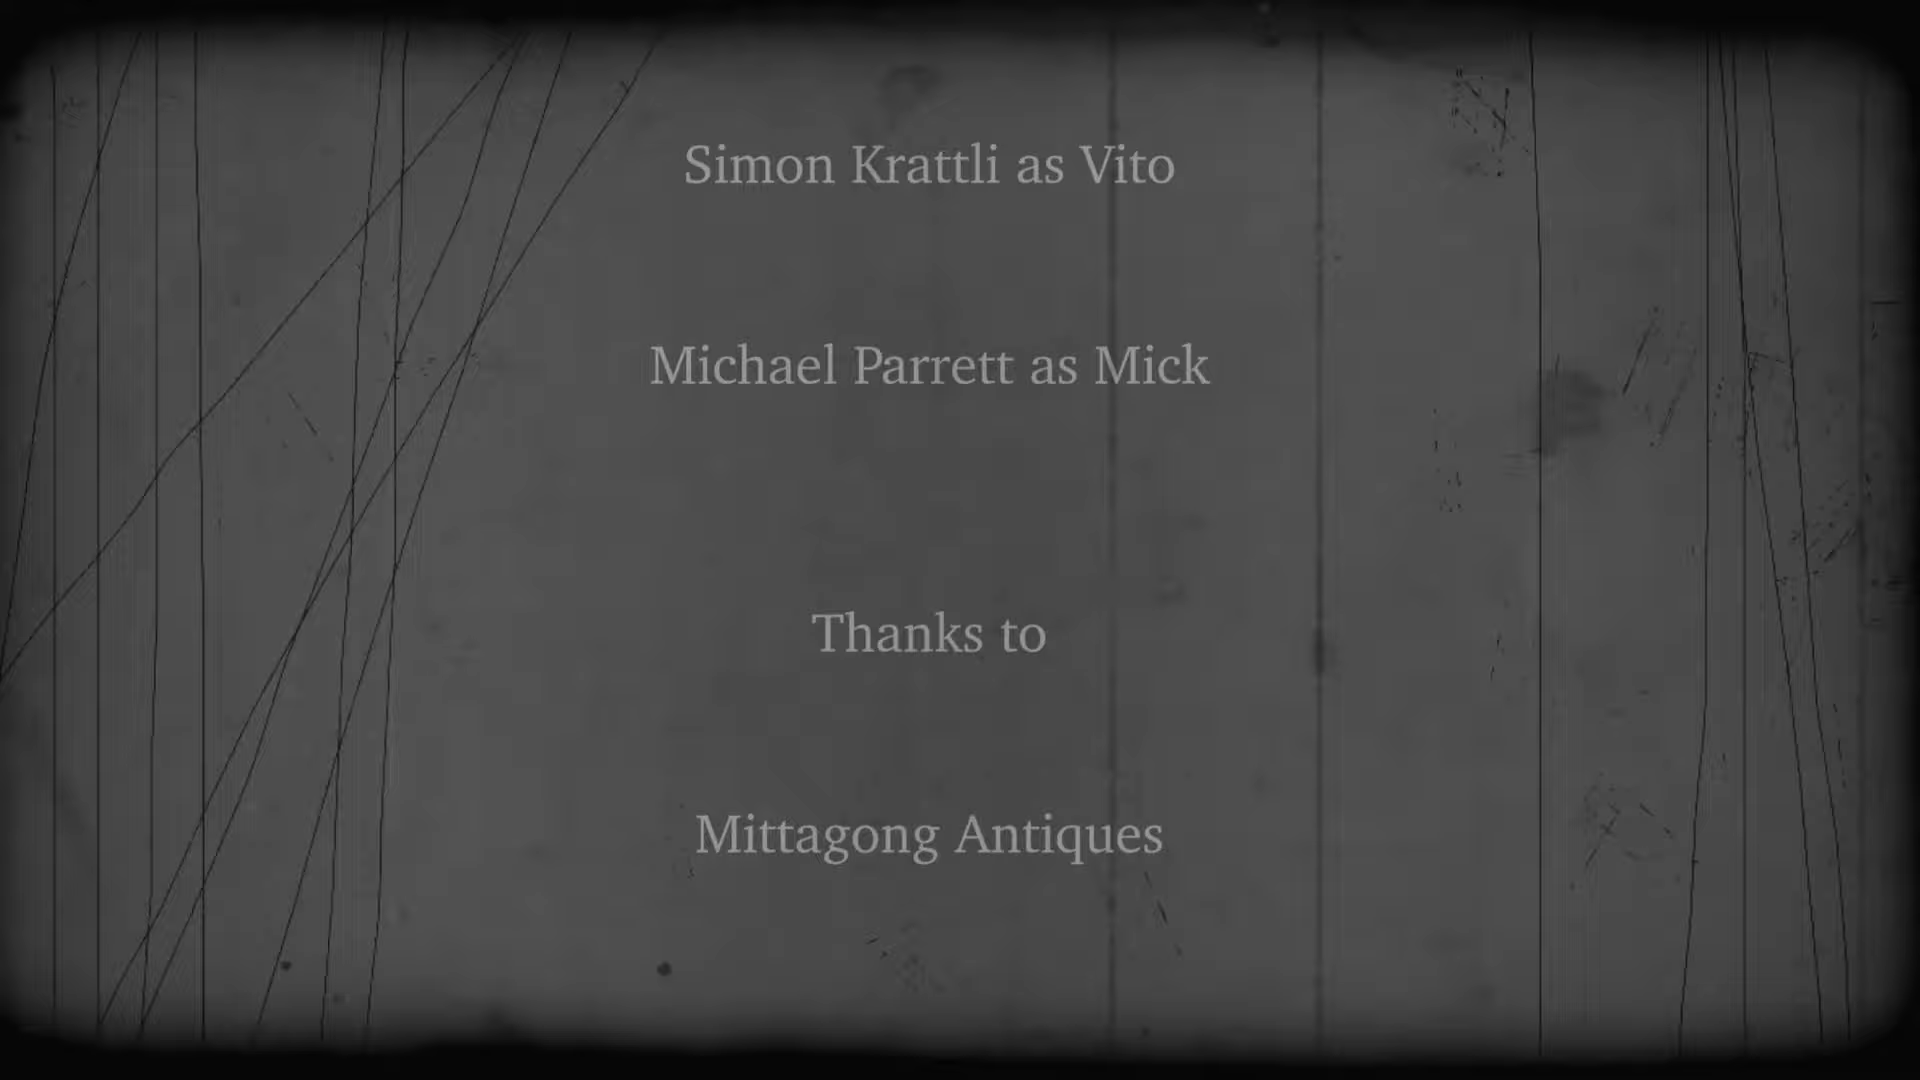 Simon Krattli as Vito
Michael Parrett as Mick
Thanks to
Mittagong Antiques